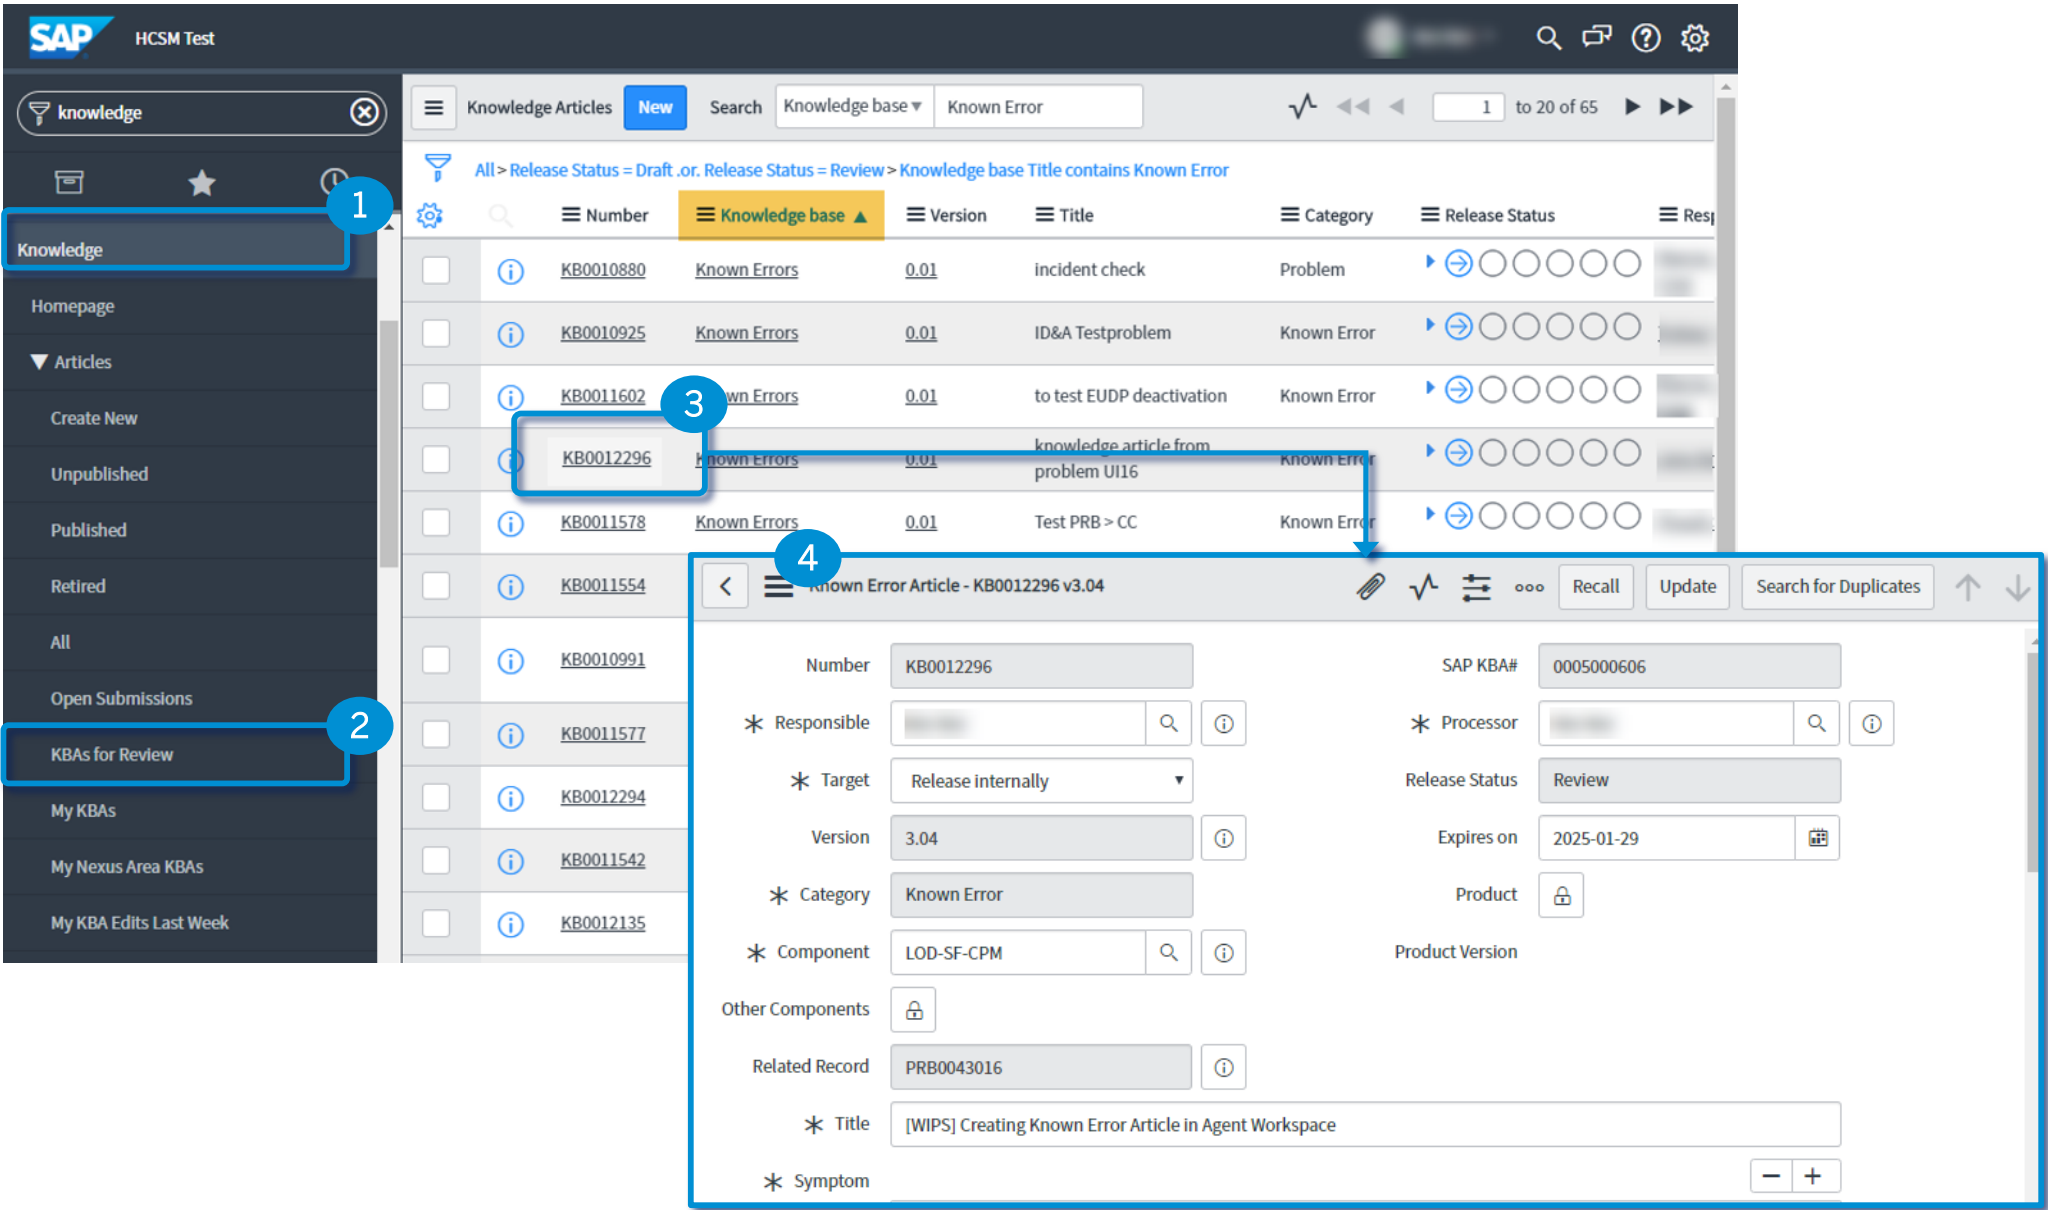 SAP HCSM Test
knowledge
1
Knowledge
Homepage
Articles
Create New
Unpublished
Published
Retired
All
Open Submissions
2
KBAs for Review
My KBAs
My Nexus Area KBAs
My KBA Edits Last Week
Knowledge Articles New Search Knowledge base Known Error 1 to 20 of 65
All > Release Status = Draft .or. Release Status = Review > Knowledge base Title contains Known Error
Number Knowledge base Version Title Category Release Status Resp
KB0010880 Known Errors 0.01 incident check Problem
KB0010925 Known Errors 0.01 ID&A Testproblem Known Error
KB0011602 wn Errors 0.01 to test EUDP deactivation Known Error
3
KB0012296 Known Errors 0.01 knowledge article from problem UI16 Known Error
KB0011578 Known Errors 0.01 Test PRB > CC Known Error
KB0011554
KB0010991
KB0011577
KB0012294
KB0011542
KB0012135
4
Known Error Article - KB0012296 v3.04 Recall Update Search for Duplicates
Number KB0012296 SAP KBA# 0005000606
Responsible Processor
Target Release internally Release Status Review
Version 3.04 Expires on 2025-01-29
Category Known Error Product
Component LOD-SF-CPM Product Version
Other Components
Related Record PRB0043016
Title [WIPS] Creating Known Error Article in Agent Workspace
Symptom